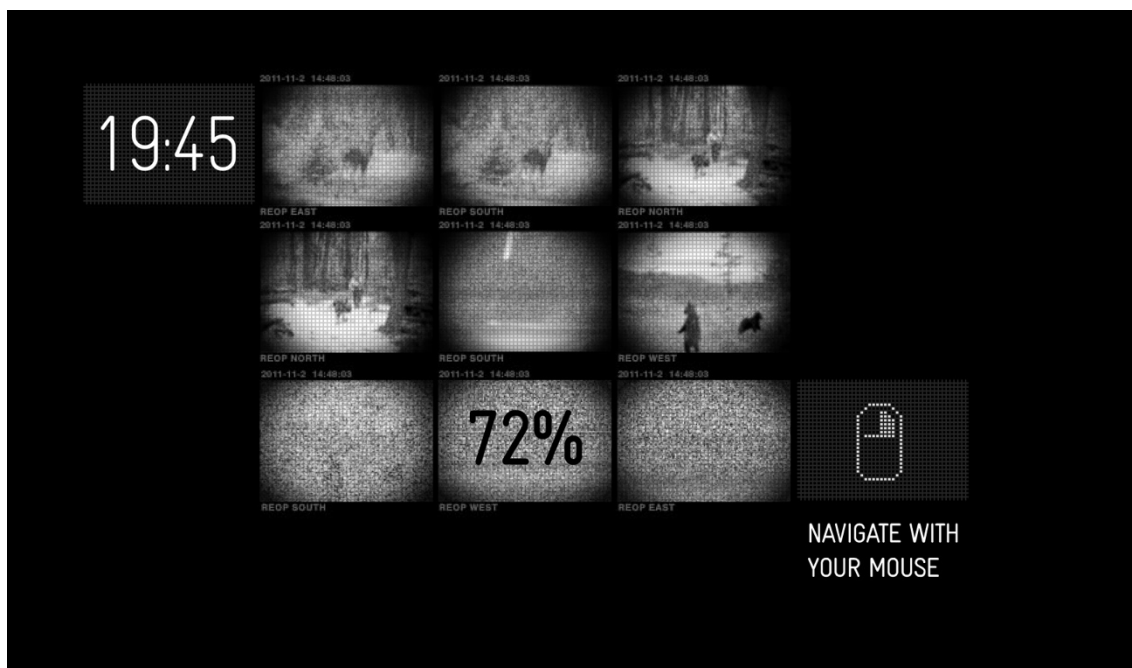 2011-11-2 14:48:03
2011-11-2 14:48:03
2011-11-2 14:48:03
19:45
REOP EAST
REOP SOUTH
REOP NORTH
2011-11-2 14:48:03
2011-11-2 14:48:03
2011-11-2 14:48:03
REOP NORTH
REOP SOUTH
REOP WEST
2011-11-2 14:48:03
2011-11-2 14:48:03
2011-11-2 14:48:03
72%
REOP SOUTH
REOP WEST
REOP EAST
NAVIGATE WITH
YOUR MOUSE